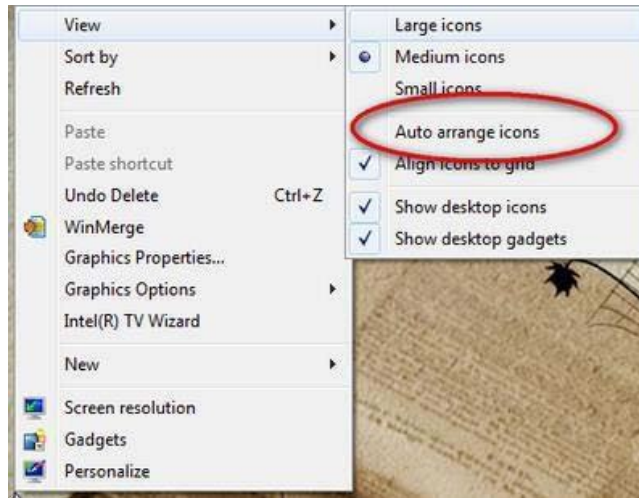 View
Sort by
Refresh
Paste
Paste shortcut
Undo Delete Ctrl+Z
WinMerge
Graphics Properties...
Graphics Options
Intel(R) TV Wizard
New
Screen resolution
Gadgets
Personalize
Large icons
Medium icons
Small icons
Auto arrange icons
Align icons to grid
Show desktop icons
Show desktop gadgets